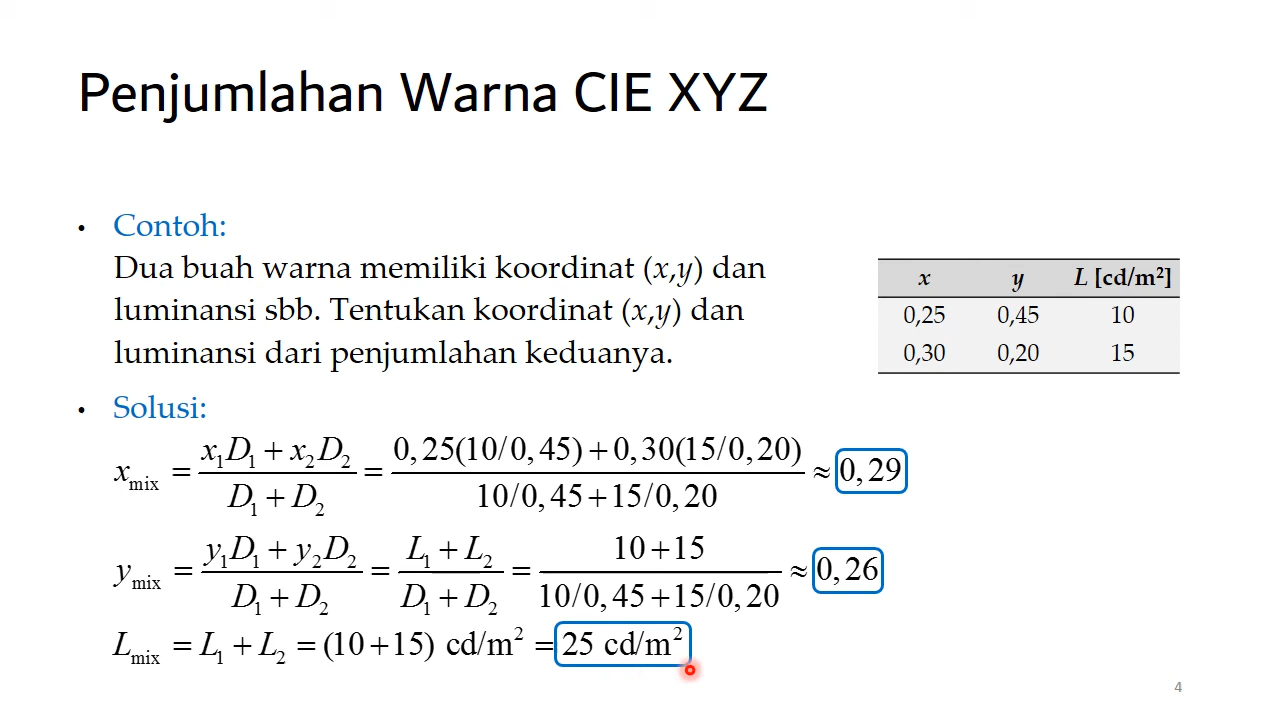 Penjumlahan Warna CIE XYZ
• Contoh:
Dua buah warna memiliki koordinat (x,y) dan
luminansi sbb. Tentukan koordinat (x,y) dan
luminansi dari penjumlahan keduanya.
x y L [cd/m²]
0,25 0,45 10
0,30 0,20 15
• Solusi:
x_mix = (x₁D₁ + x₂D₂)/(D₁ + D₂) = (0,25(10/0,45) + 0,30(15/0,20))/(10/0,45 + 15/0,20) ≈ 0,29
y_mix = (y₁D₁ + y₂D₂)/(D₁ + D₂) = (L₁ + L₂)/(D₁ + D₂) = (10 + 15)/(10/0,45 + 15/0,20) ≈ 0,26
L_mix = L₁ + L₂ = (10 + 15) cd/m² = 25 cd/m²
4